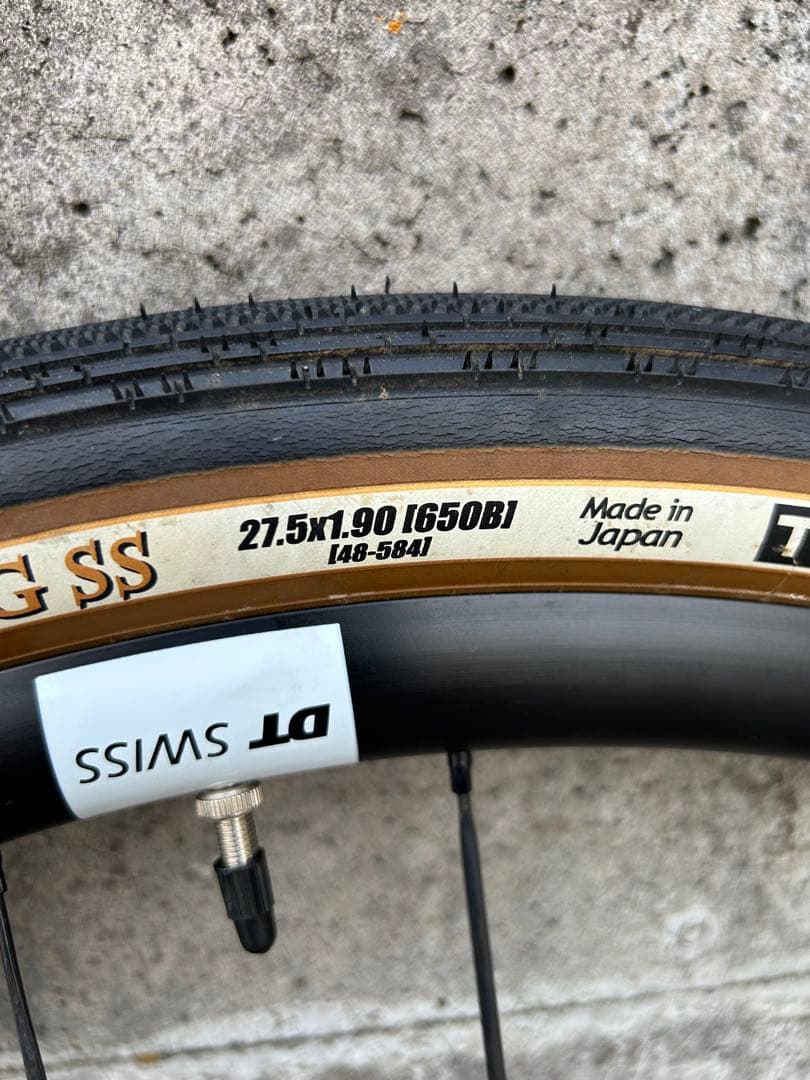 G SS
27.5x1.90 [650B]
[48-584]
Made in
Japan
T
DT SWISS